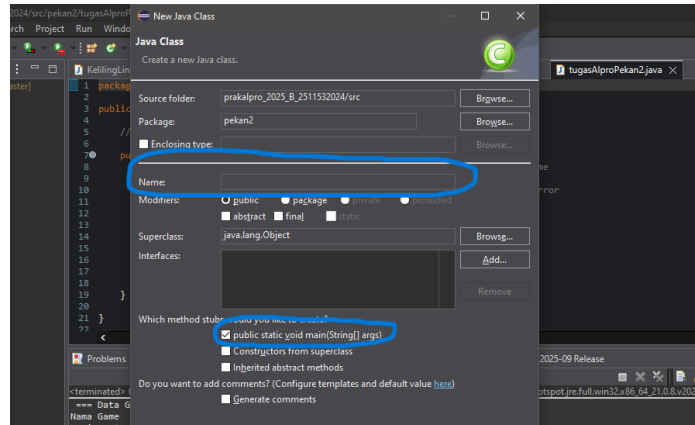 2024/src/pekan2/tugasAlproP
New Java Class
rch Project Run Windo
Java Class
Create a new Java class.
KelilingLin
tugasAlproPekan2.java
aster]
Source folder: prakalpro_2025_B_2511532024/src Browse...
Package: pekan2 Browse...
Enclosing type: Browse...
Name:
Modifiers: public package private protected
abstract final static
Superclass: java.lang.Object Browse...
Interfaces: Add...
Remove
Which method stubs would you like to create?
public static void main(String[] args)
Constructors from superclass
Inherited abstract methods
Do you want to add comments? (Configure templates and default value here)
Generate comments
1 packag
2
3 public
4
5 //
6
7 pu
8
9
10
11
12
13
14
15
16
17
18
19 }
20
21 }
22
me
rror
Problems
2025-09 Release
<terminated>
otspot.jre.full.win32.x86_64_21.0.8.v202
=== Data G
Nama Game